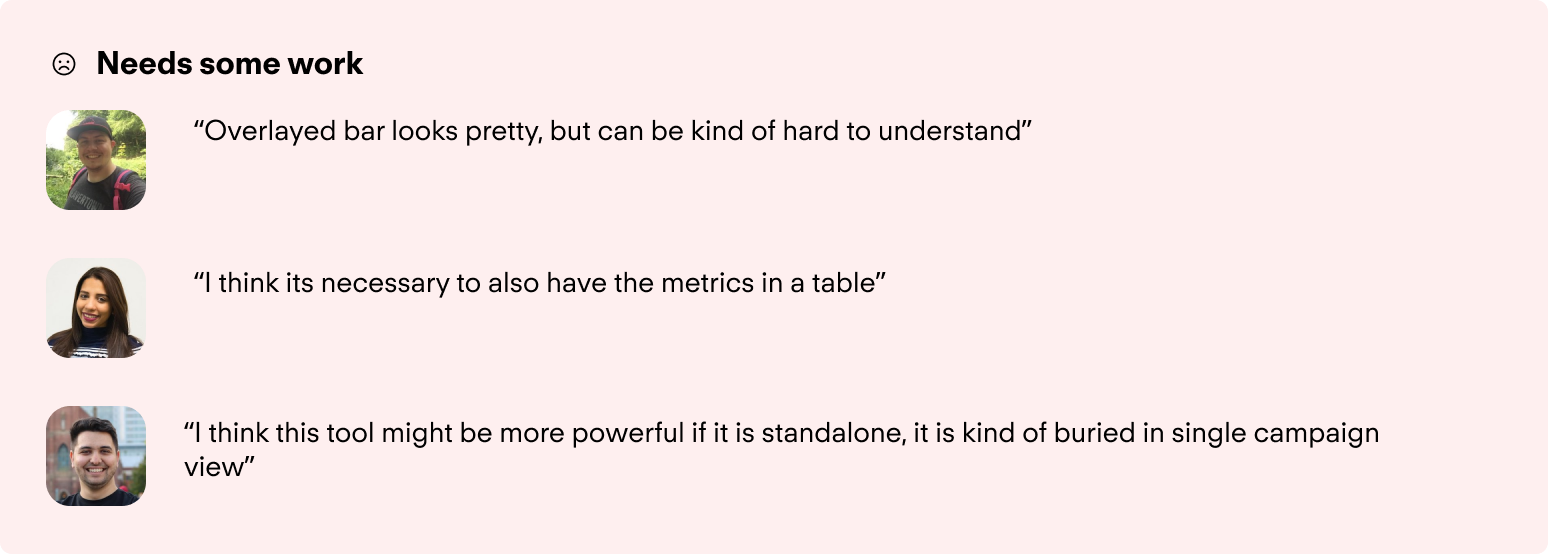 Needs some work
“Overlayed bar looks pretty, but can be kind of hard to understand”
“I think its necessary to also have the metrics in a table”
“I think this tool might be more powerful if it is standalone, it is kind of buried in single campaign
view”